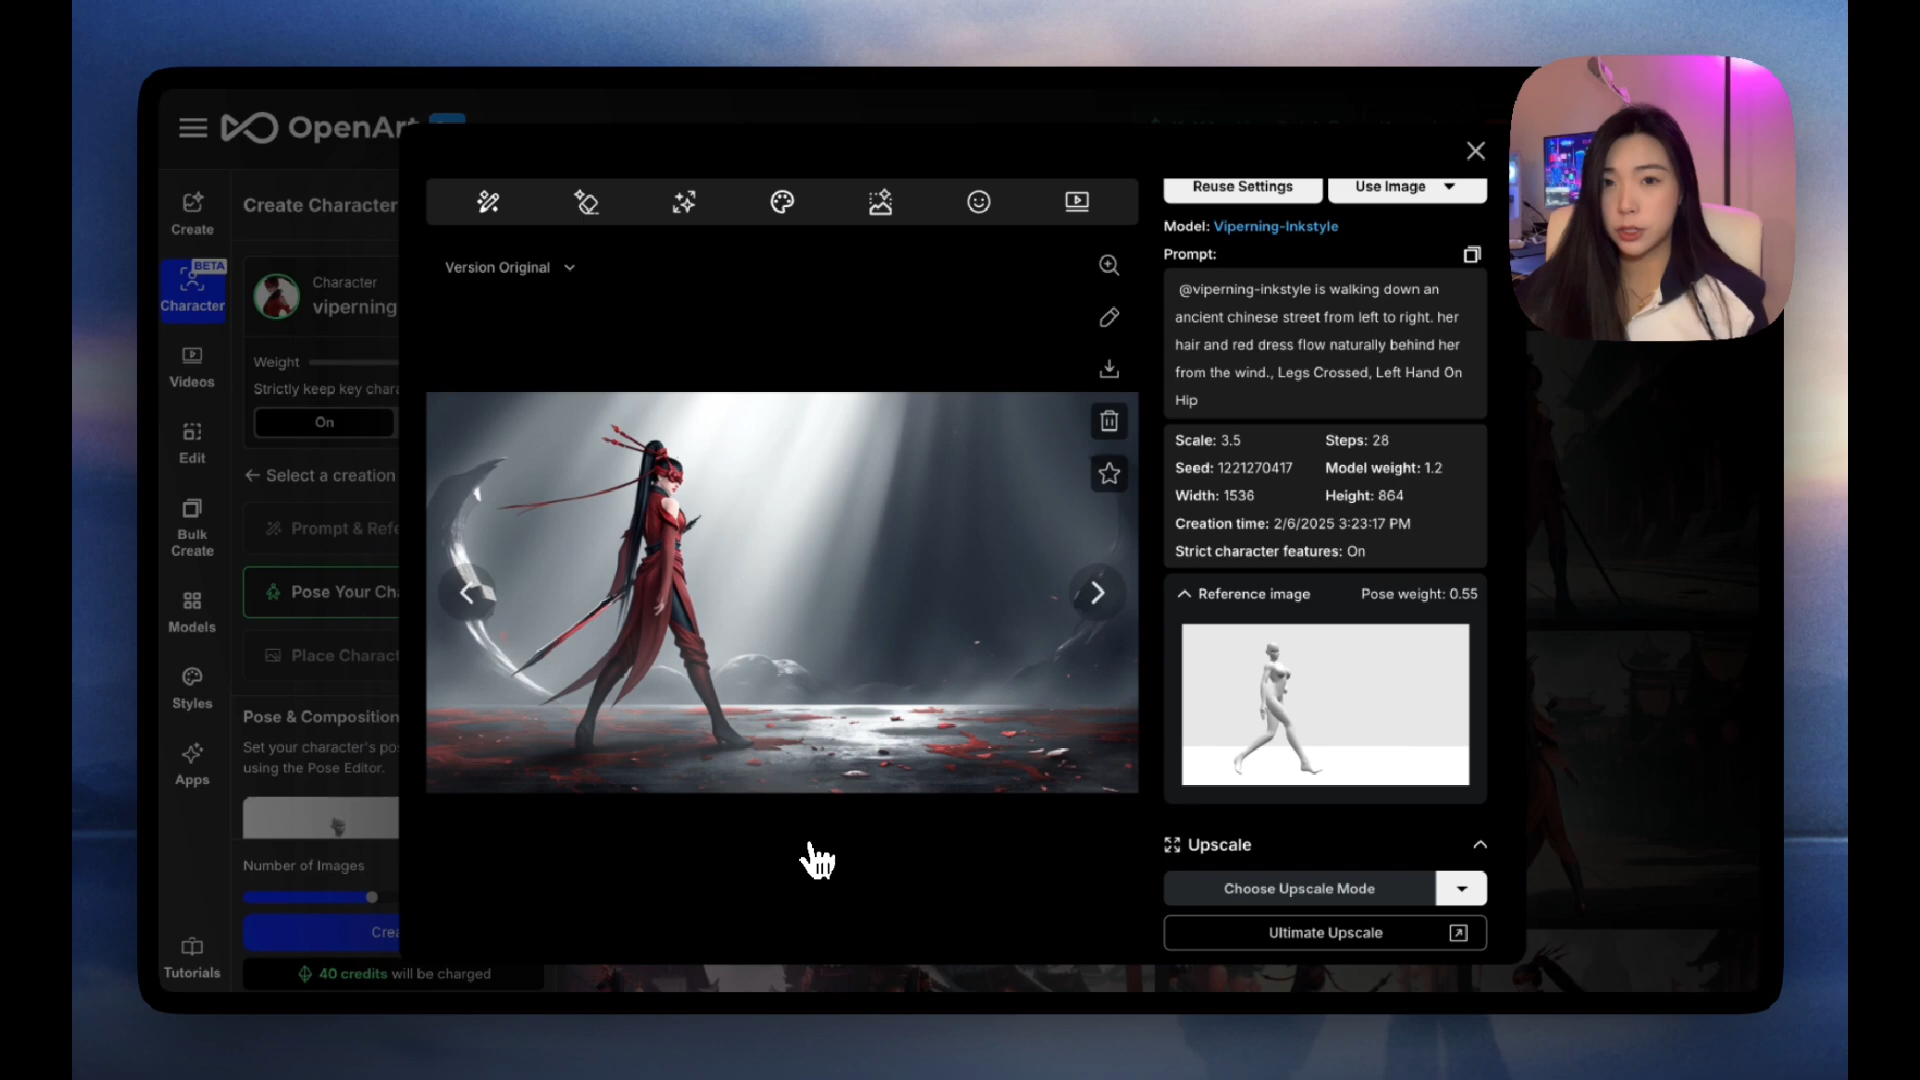 OpenArt
Create
BETA
Character
Videos
Edit
Bulk
Create
Models
Styles
Apps
Tutorials
Create Character
Character
viperning
Weight
Strictly keep key chara
On
Select a creation
Prompt & Refe
Pose Your Cha
Place Charact
Pose & Composition
Set your character's po
using the Pose Editor.
Number of Images
Crea
40 credits will be charged
Version Original
Reuse Settings
Use Image
Model: Viperning-Inkstyle
Prompt:
@viperning-inkstyle is walking down an
ancient chinese street from left to right. her
hair and red dress flow naturally behind her
from the wind., Legs Crossed, Left Hand On
Hip
Scale: 3.5 Steps: 28
Seed: 1221270417 Model weight: 1.2
Width: 1536 Height: 864
Creation time: 2/6/2025 3:23:17 PM
Strict character features: On
Reference image Pose weight: 0.55
Upscale
Choose Upscale Mode
Ultimate Upscale